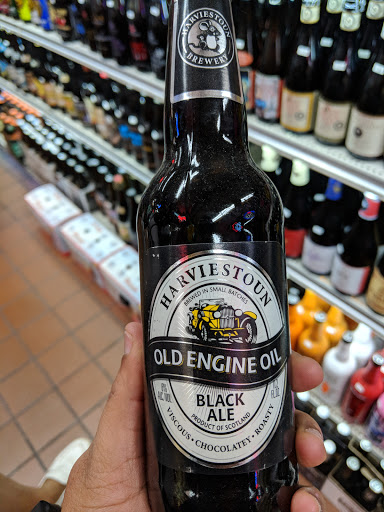 HARVIESTOUN
BREWERY
HARVIESTOUN
BREWED IN SMALL BATCHES
OLD ENGINE OIL
BLACK
ALE
PRODUCT OF SCOTLAND
VISCOUS • CHOCOLATEY • ROASTY